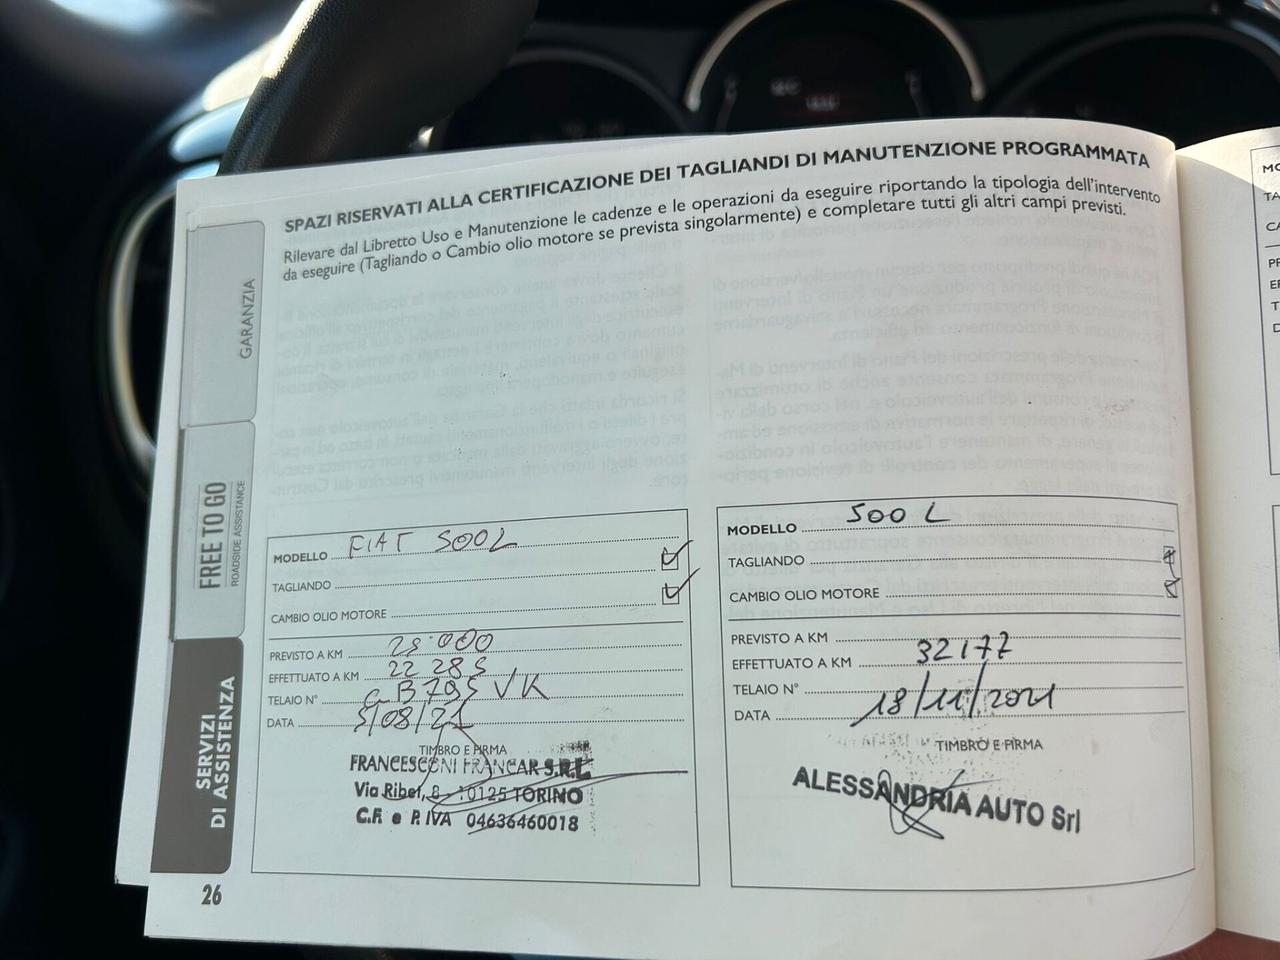 SPAZI RISERVATI ALLA CERTIFICAZIONE DEI TAGLIANDI DI MANUTENZIONE PROGRAMMATA
Rilevare dal Libretto Uso e Manutenzione le cadenze e le operazioni da eseguire riportando la tipologia dell'intervento
da eseguire (Tagliando o Cambio olio motore se prevista singolarmente) e completare tutti gli altri campi previsti.
GARANZIA
FREE TO GO
ROADSIDE ASSISTANCE
SERVIZI
DI ASSISTENZA
MODELLO FIAT 500L
TAGLIANDO
CAMBIO OLIO MOTORE
PREVISTO A KM 000
EFFETTUATO A KM 22 285
TELAIO N° GB795VK
DATA 5/08/21
TIMBRO E FIRMA
FRANCESCONI FRANCAR S.R.L.
Via Ribet, 8 - 10125 TORINO
C.F. e P. IVA 04636460018
MODELLO 500 L
TAGLIANDO
CAMBIO OLIO MOTORE
PREVISTO A KM
EFFETTUATO A KM 32177
TELAIO N°
DATA 18/11/2021
TIMBRO E FIRMA
ALESSANDRIA AUTO Srl
26